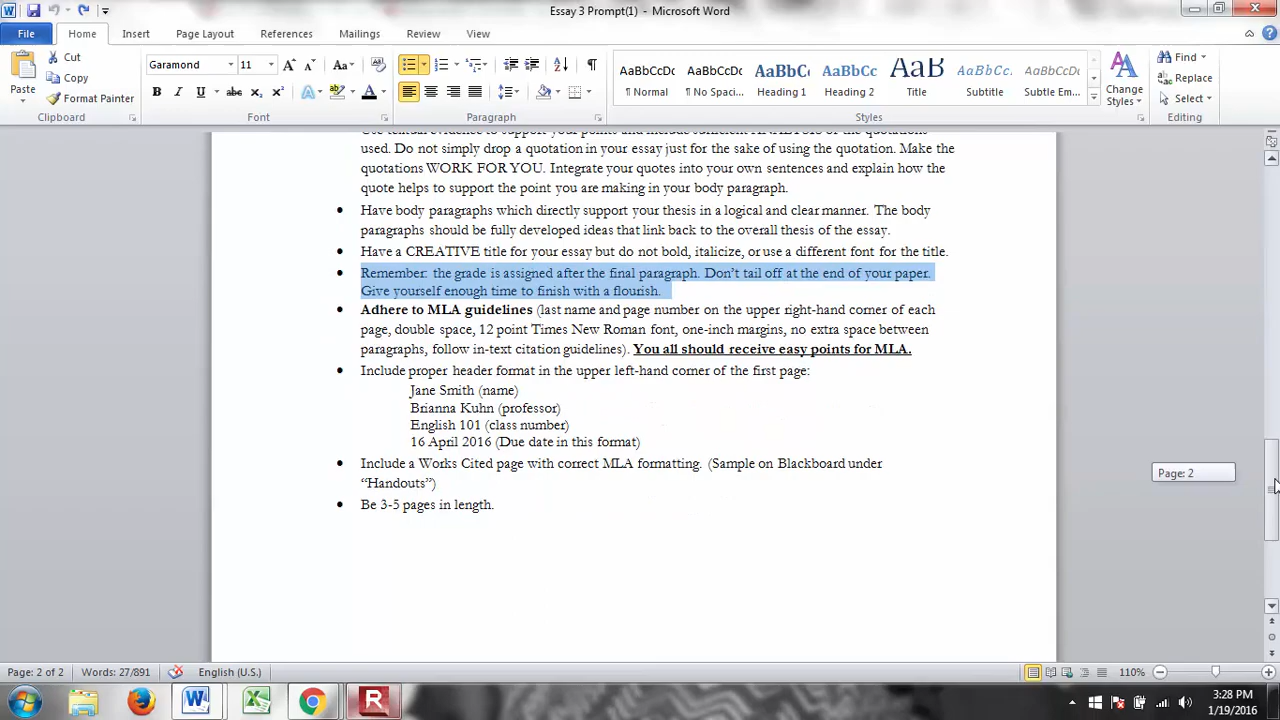 Essay 3 Prompt(1) - Microsoft Word
File Home Insert Page Layout References Mailings Review View
Paste
Cut
Copy
Format Painter
Clipboard
Garamond 11
Font
Paragraph
AaBbCcDc
¶ Normal
AaBbCcDc
¶ No Spaci...
AaBbCc
Heading 1
AaBbCc
Heading 2
AaB
Title
AaBbCcL
Subtitle
AaBbCcDc
Subtle Em...
Change
Styles
Styles
Find
Replace
Select
Editing
used. Do not simply drop a quotation in your essay just for the sake of using the quotation. Make the
quotations WORK FOR YOU. Integrate your quotes into your own sentences and explain how the
quote helps to support the point you are making in your body paragraph.
• Have body paragraphs which directly support your thesis in a logical and clear manner. The body
paragraphs should be fully developed ideas that link back to the overall thesis of the essay.
• Have a CREATIVE title for your essay but do not bold, italicize, or use a different font for the title.
• Remember: the grade is assigned after the final paragraph. Don’t tail off at the end of your paper.
Give yourself enough time to finish with a flourish.
• Adhere to MLA guidelines (last name and page number on the upper right-hand corner of each
page, double space, 12 point Times New Roman font, one-inch margins, no extra space between
paragraphs, follow in-text citation guidelines). You all should receive easy points for MLA.
• Include proper header format in the upper left-hand corner of the first page:
Jane Smith (name)
Brianna Kuhn (professor)
English 101 (class number)
16 April 2016 (Due date in this format)
• Include a Works Cited page with correct MLA formatting. (Sample on Blackboard under
“Handouts”)
• Be 3-5 pages in length.
Page: 2
Page: 2 of 2 Words: 27/891 English (U.S.) 110%
3:28 PM
1/19/2016